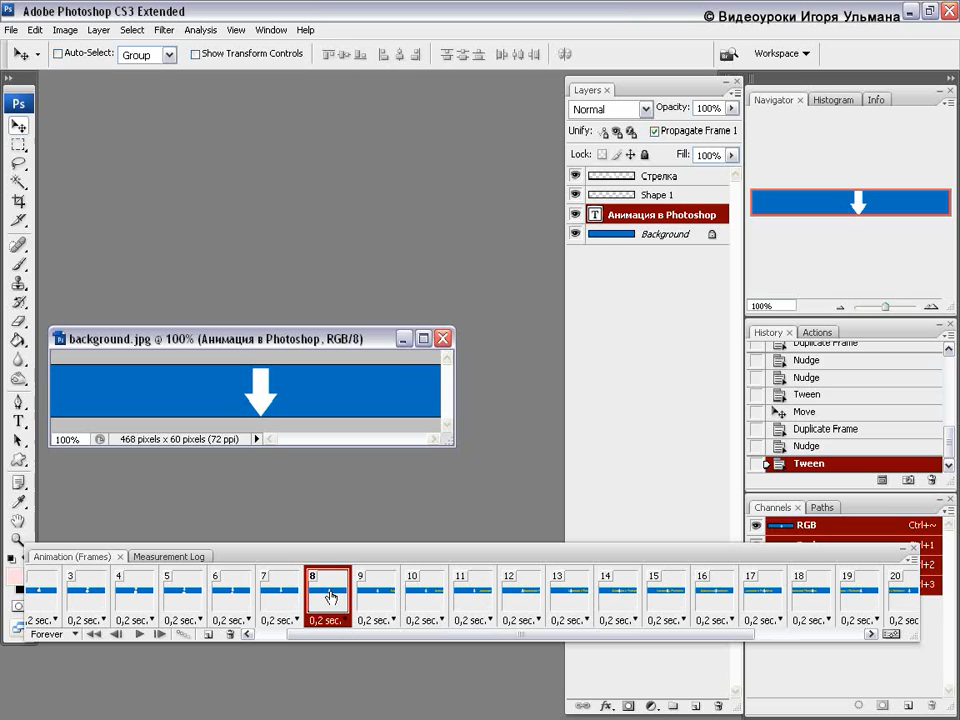 Ps Adobe Photoshop CS3 Extended
© Видеоуроки Игоря Ульмана
File Edit Image Layer Select Filter Analysis View Window Help
Auto-Select: Group Show Transform Controls Workspace
Ps
Layers
Normal Opacity: 100%
Unify: Propagate Frame 1
Lock: Fill: 100%
Стрелка
Shape 1
T Анимация в Photoshop
Background
Navigator Histogram Info
100%
background.jpg @ 100% (Анимация в Photoshop, RGB/8)
100% 468 pixels x 60 pixels (72 ppi)
History Actions
Duplicate Frame
Nudge
Nudge
Tween
Move
Duplicate Frame
Nudge
Tween
Channels Paths
RGB Ctrl+~
Ctrl+1
Ctrl+2
Ctrl+3
Animation (Frames) Measurement Log
3 4 5 6 7 8 9 10 11 12 13 14 15 16 17 18 19 20
2 sec. 0,2 sec. 0,2 sec. 0,2 sec. 0,2 sec. 0,2 sec. 0,2 sec. 0,2 sec. 0,2 sec. 0,2 sec. 0,2 sec. 0,2 sec. 0,2 sec. 0,2 sec. 0,2 sec. 0,2 sec. 0,2 sec. 0,2 sec. 0,2 sec.
Forever